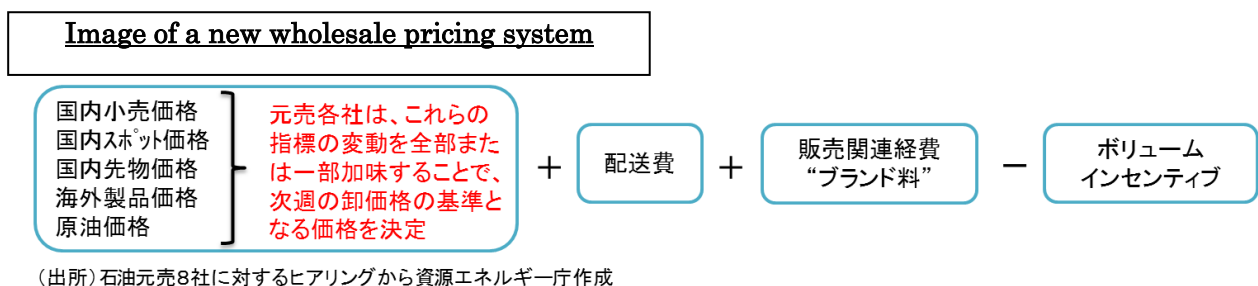 Image of a new wholesale pricing system
国内小売価格
国内ｽﾎﾟｯﾄ価格
国内先物価格
海外製品価格
原油価格
元売各社は、これらの
指標の変動を全部また
は一部加味することで、
次週の卸価格の基準と
なる価格を決定
＋
配送費
＋
販売関連経費
“ブランド料”
－
ボリューム
インセンティブ
（出所）石油元売８社に対するヒアリングから資源エネルギー庁作成